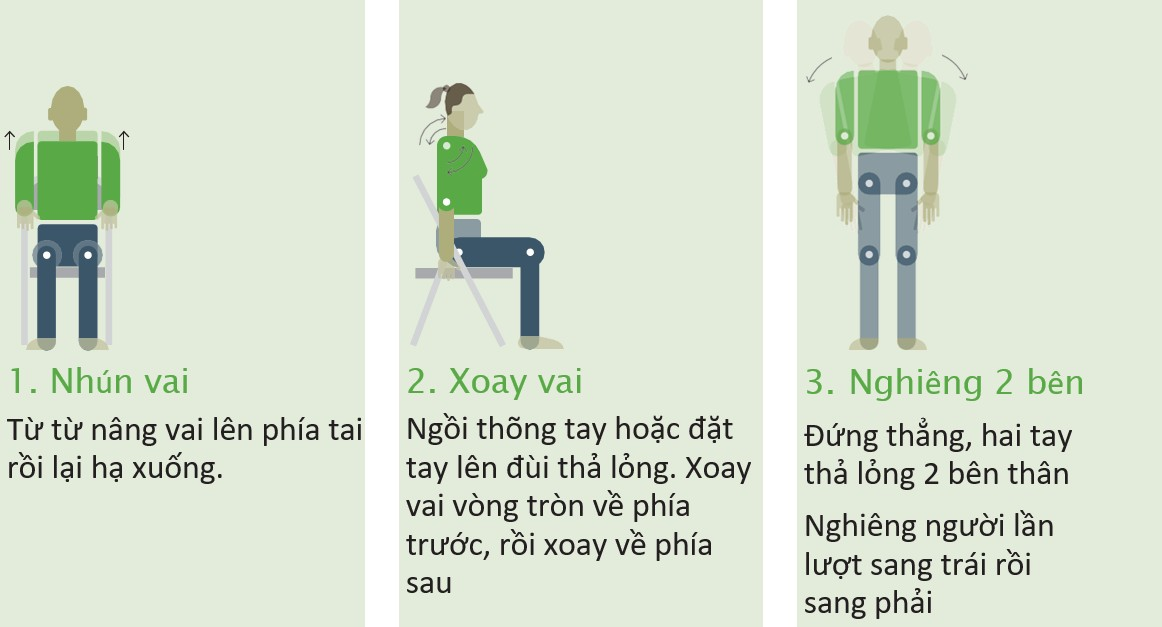 1. Nhún vai
Từ từ nâng vai lên phía tai
rồi lại hạ xuống.
2. Xoay vai
Ngồi thõng tay hoặc đặt
tay lên đùi thả lỏng. Xoay
vai vòng tròn về phía
trước, rồi xoay về phía
sau
3. Nghiêng 2 bên
Đứng thẳng, hai tay
thả lỏng 2 bên thân
Nghiêng người lần
lượt sang trái rồi
sang phải